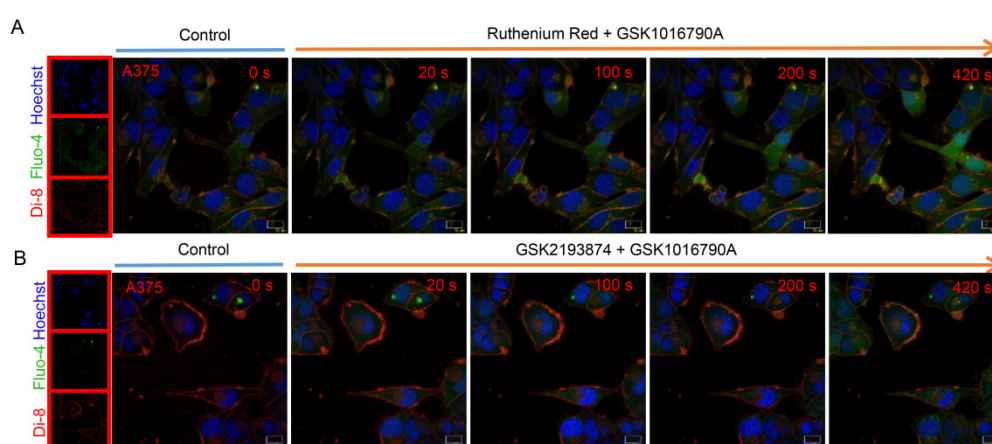 A
Control
Ruthenium Red + GSK1016790A
Di-8 Fluo-4 Hoechst
A375
0 s
20 s
100 s
200 s
420 s
B
Control
GSK2193874 + GSK1016790A
Di-8 Fluo-4 Hoechst
A375
0 s
20 s
100 s
200 s
420 s